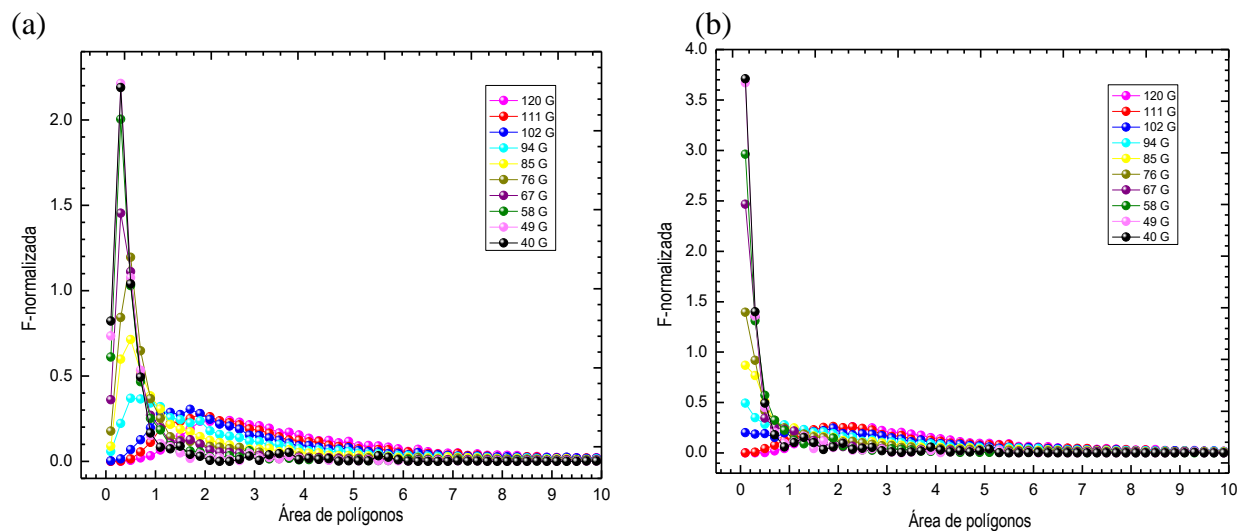 (a)
F-normalizada
2.0
1.5
1.0
0.5
0.0
0 1 2 3 4 5 6 7 8 9 10
Área de polígonos
120 G
111 G
102 G
94 G
85 G
76 G
67 G
58 G
49 G
40 G
(b)
F-normalizada
4.0
3.5
3.0
2.5
2.0
1.5
1.0
0.5
0.0
0 1 2 3 4 5 6 7 8 9 10
Área de polígonos
120 G
111 G
102 G
94 G
85 G
76 G
67 G
58 G
49 G
40 G